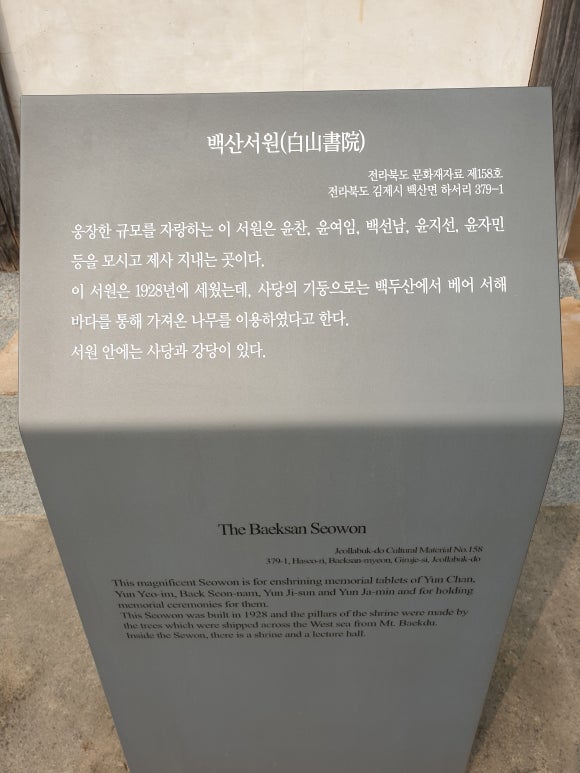 백산서원(白山書院)
전라북도 문화재자료 제158호
전라북도 김제시 백산면 하서리 379-1
웅장한 규모를 자랑하는 이 서원은 윤찬, 윤여임, 백선남, 윤지선, 윤자민
등을 모시고 제사 지내는 곳이다.
이 서원은 1928년에 세웠는데, 사당의 기둥으로는 백두산에서 베어 서해
바다를 통해 가져온 나무를 이용하였다고 한다.
서원 안에는 사당과 강당이 있다.
The Baeksan Seowon
Jeollabuk-do Cultural Material No.158
379-1, Haseo-ri, Baeksan-myeon, Gimje-si, Jeollabuk-do
This magnificent Seowon is for enshrining memorial tablets of Yun Chan,
Yun Yeo-im, Baek Seon-nam, Yun Ji-sun and Yun Ja-min and for holding
memorial ceremonies for them.
This Seowon was built in 1928 and the pillars of the shrine were made by
the trees which were shipped across the West sea from Mt. Baekdu.
Inside the Sewon, there is a shrine and a lecture hall.